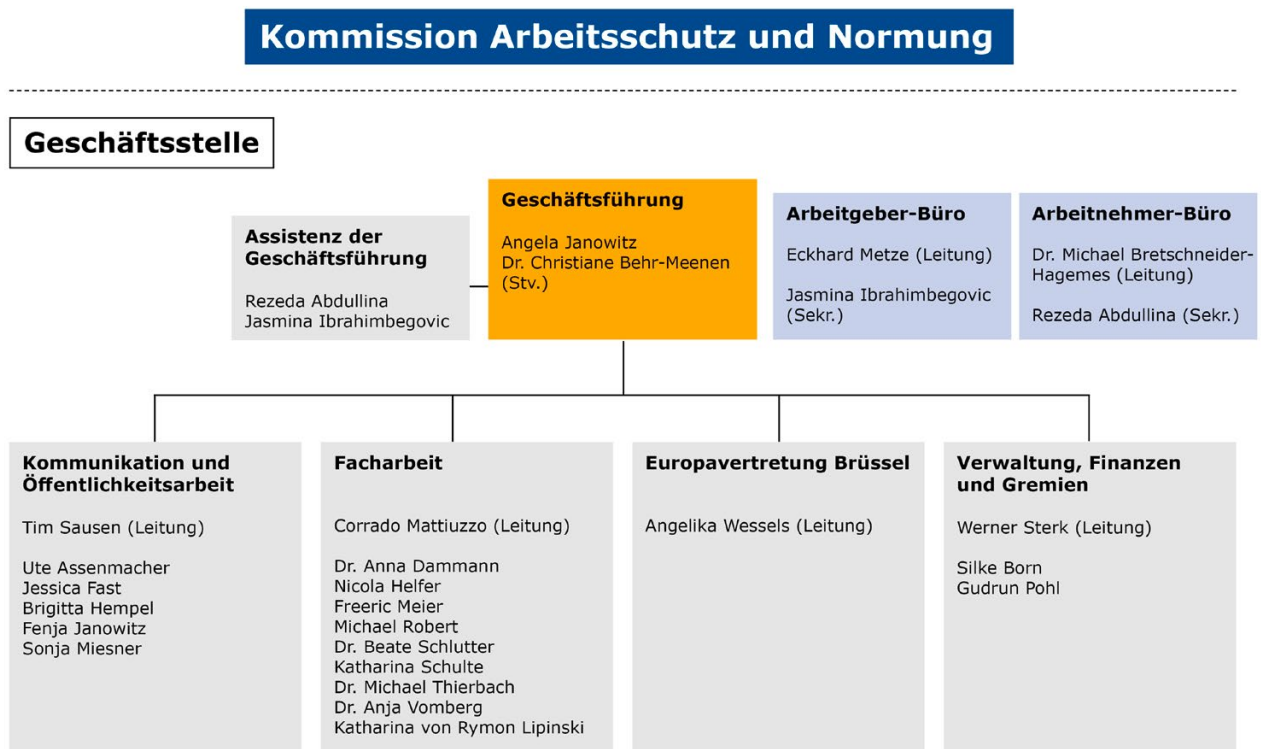 Kommission Arbeitsschutz und Normung
Geschäftsstelle
Assistenz der
Geschäftsführung
Rezeda Abdullina
Jasmina Ibrahimbegovic
Geschäftsführung
Angela Janowitz
Dr. Christiane Behr-Meenen
(Stv.)
Arbeitgeber-Büro
Eckhard Metze (Leitung)
Jasmina Ibrahimbegovic
(Sekr.)
Arbeitnehmer-Büro
Dr. Michael Bretschneider-
Hagemes (Leitung)
Rezeda Abdullina (Sekr.)
Kommunikation und
Öffentlichkeitsarbeit
Tim Sausen (Leitung)
Ute Assenmacher
Jessica Fast
Brigitta Hempel
Fenja Janowitz
Sonja Miesner
Facharbeit
Corrado Mattiuzzo (Leitung)
Dr. Anna Dammann
Nicola Helfer
Freeric Meier
Michael Robert
Dr. Beate Schlutter
Katharina Schulte
Dr. Michael Thierbach
Dr. Anja Vomberg
Katharina von Rymon Lipinski
Europavertretung Brüssel
Angelika Wessels (Leitung)
Verwaltung, Finanzen
und Gremien
Werner Sterk (Leitung)
Silke Born
Gudrun Pohl